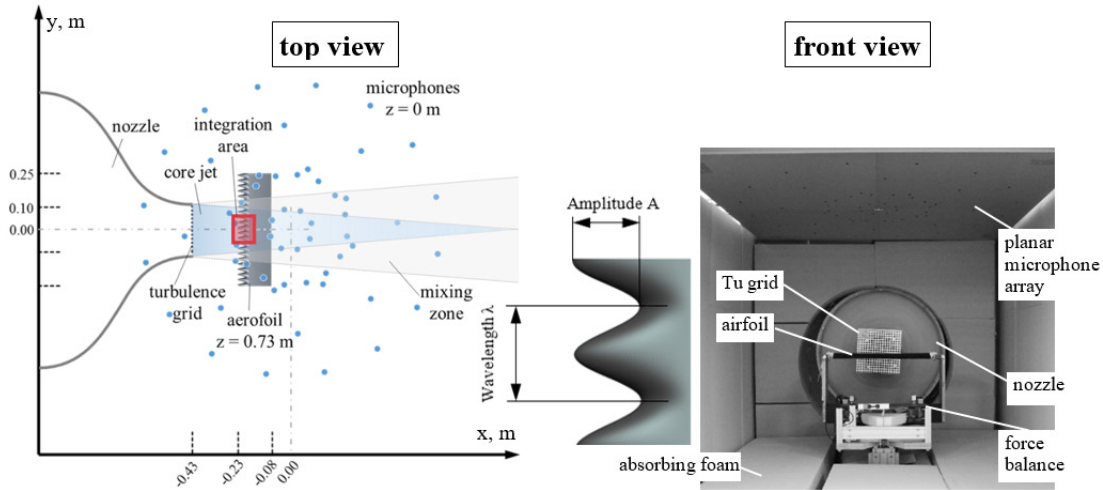 y, m
top view
front view
microphones
z = 0 m
nozzle
integration
area
core jet
0.25
0.10
0.00
turbulence
grid
aerofoil
z = 0.73 m
mixing
zone
x, m
-0.43
-0.23
-0.08
0.00
Amplitude A
Wavelength λ
planar
microphone
array
Tu grid
airfoil
nozzle
force
balance
absorbing foam